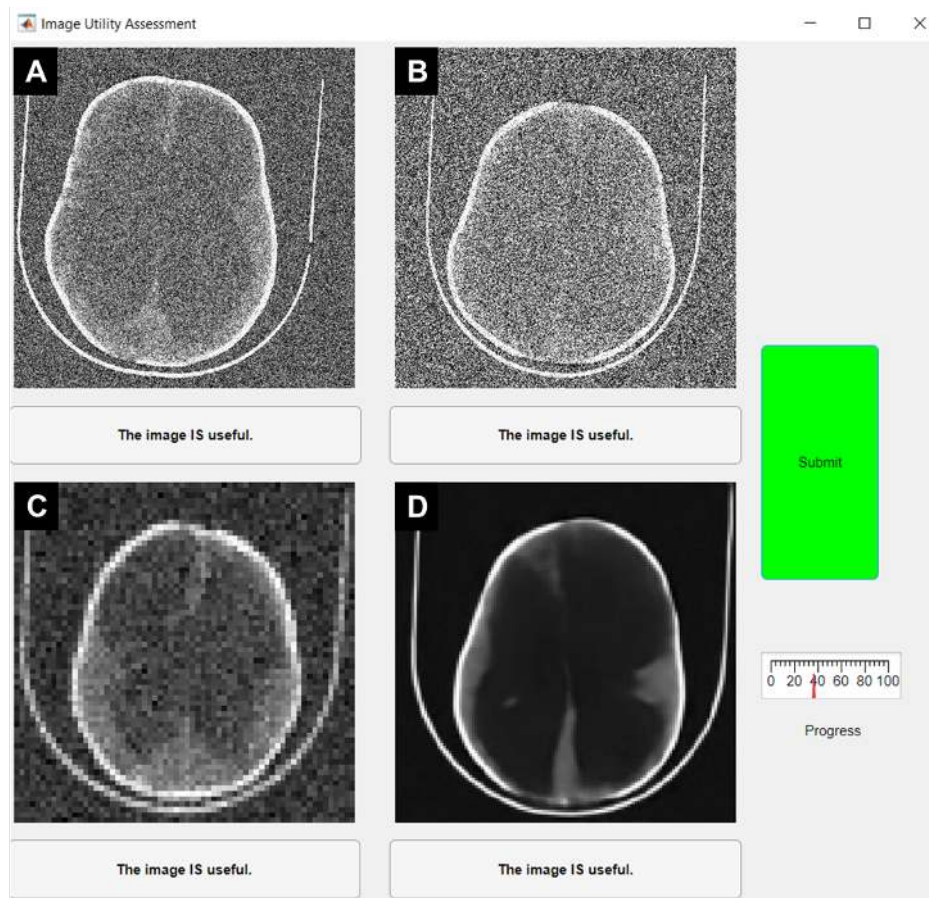 Image Utility Assessment
A
B
The image IS useful.
The image IS useful.
Submit
C
D
0 20 40 60 80 100
Progress
The image IS useful.
The image IS useful.